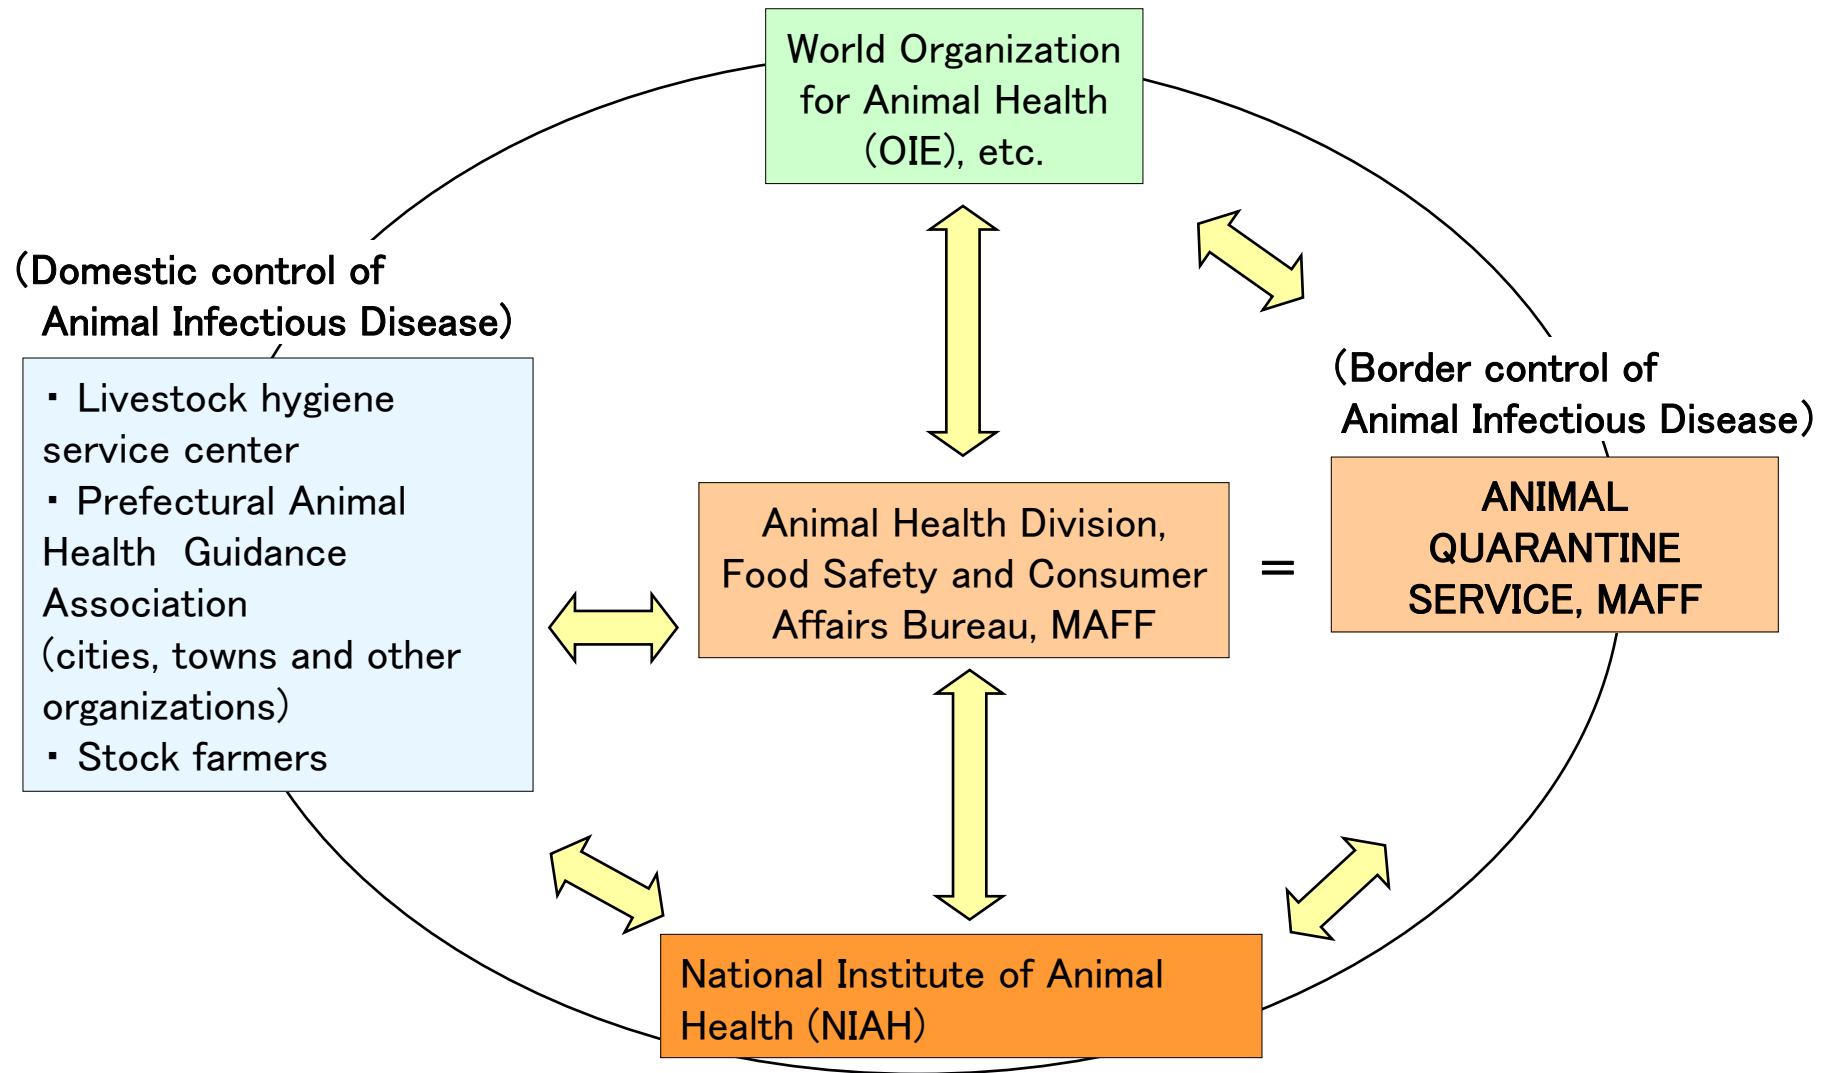 World Organization
for Animal Health
(OIE), etc.
(Domestic control of
Animal Infectious Disease)
・Livestock hygiene
service center
・Prefectural Animal
Health  Guidance
Association
(cities, towns and other
organizations)
・Stock farmers
Animal Health Division,
Food Safety and Consumer
Affairs Bureau, MAFF
=
(Border control of
Animal Infectious Disease)
ANIMAL
QUARANTINE
SERVICE, MAFF
National Institute of Animal
Health (NIAH)